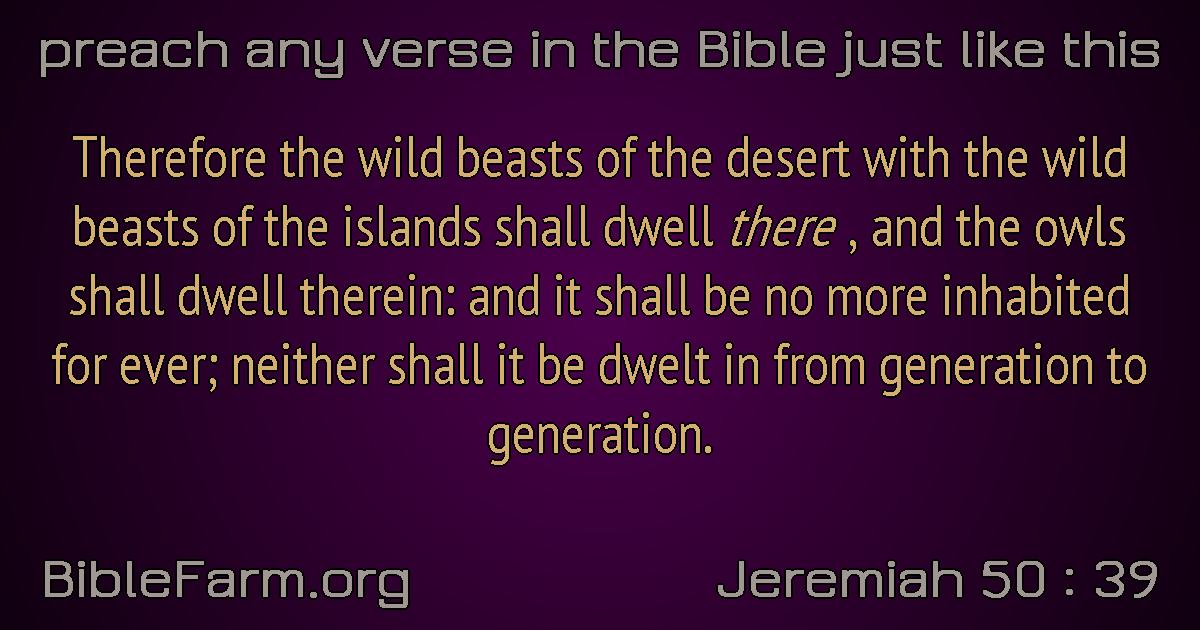 preach any verse in the Bible just like this
Therefore the wild beasts of the desert with the wild
beasts of the islands shall dwell there , and the owls
shall dwell therein: and it shall be no more inhabited
for ever; neither shall it be dwelt in from generation to
generation.
BibleFarm.org
Jeremiah 50 : 39